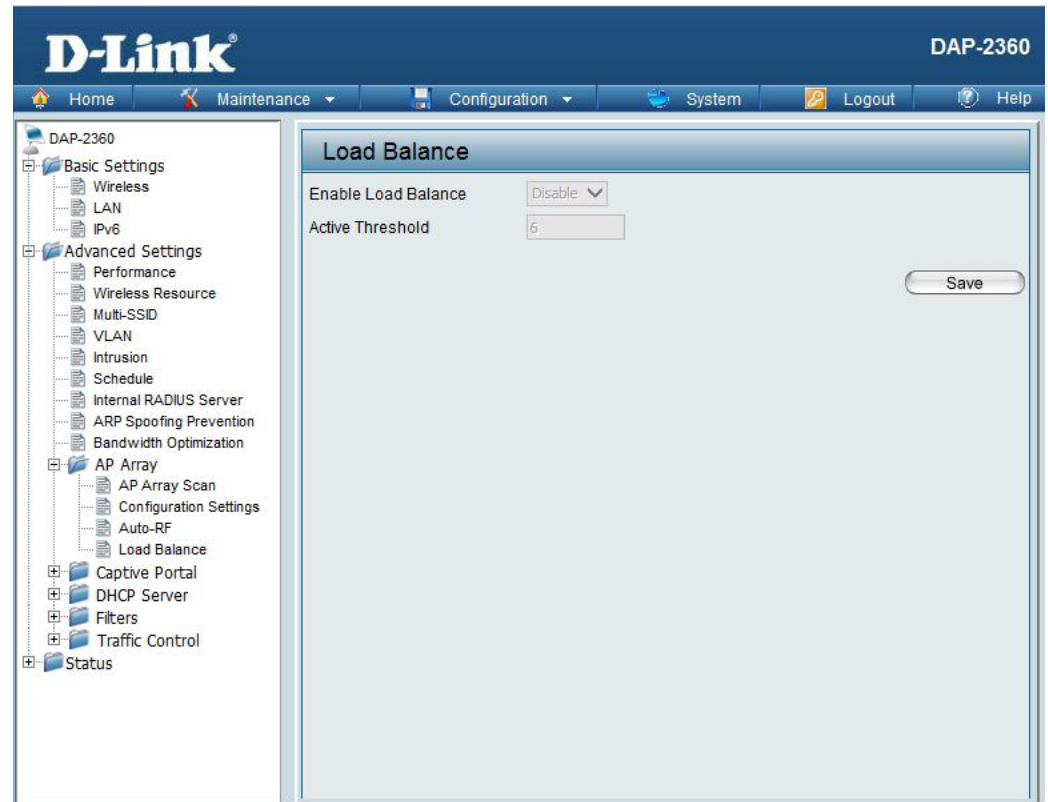 D-Link®
DAP-2360
Home
Maintenance
Configuration
System
Logout
Help
DAP-2360
Basic Settings
Wireless
LAN
IPv6
Advanced Settings
Performance
Wireless Resource
Multi-SSID
VLAN
Intrusion
Schedule
Internal RADIUS Server
ARP Spoofing Prevention
Bandwidth Optimization
AP Array
AP Array Scan
Configuration Settings
Auto-RF
Load Balance
Captive Portal
DHCP Server
Filters
Traffic Control
Status
Load Balance
Enable Load Balance Disable
Active Threshold 6
Save